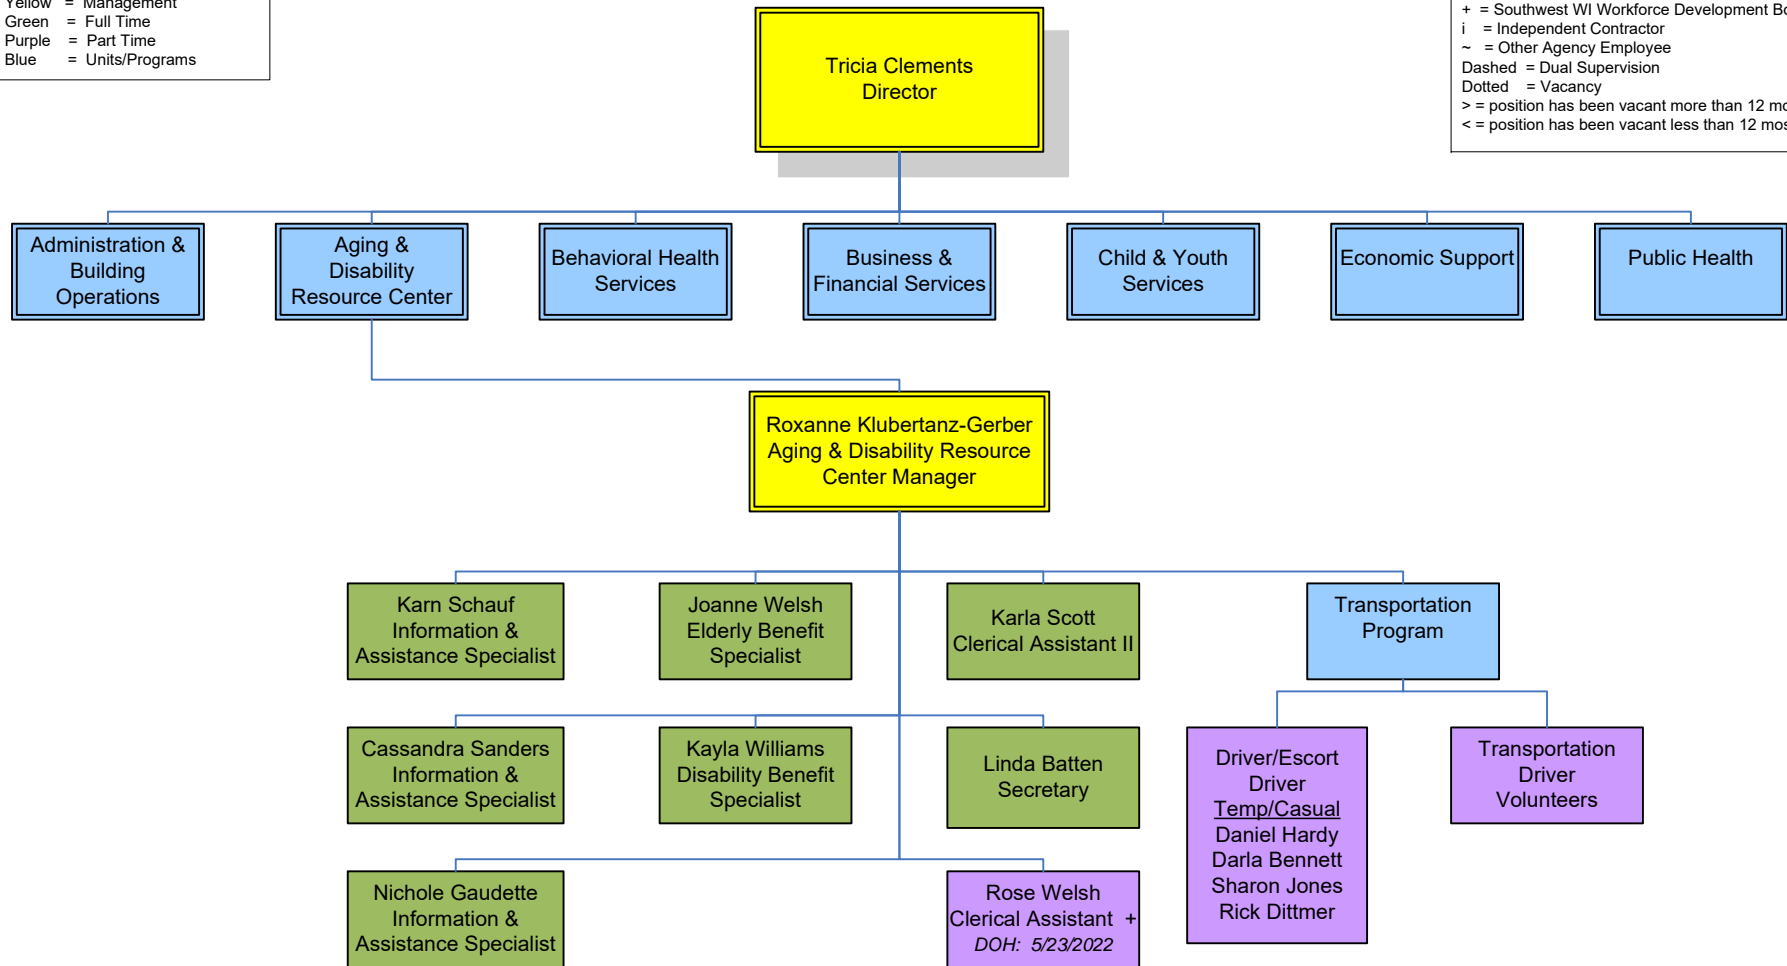 Yellow = Management
Green = Full Time
Purple = Part Time
Blue = Units/Programs
+ = Southwest WI Workforce Development
i = Independent Contractor
~ = Other Agency Employee
Dashed = Dual Supervision
Dotted = Vacancy
> = position has been vacant more than 12
< = position has been vacant less than 12 mos
Tricia Clements
Director
Administration &
Building
Operations
Aging &
Disability
Resource Center
Behavioral Health
Services
Business &
Financial Services
Child & Youth
Services
Economic Support
Public Health
Roxanne Klubertanz-Gerber
Aging & Disability Resource
Center Manager
Karn Schauf
Information &
Assistance Specialist
Joanne Welsh
Elderly Benefit
Specialist
Karla Scott
Clerical Assistant II
Transportation
Program
Cassandra Sanders
Information &
Assistance Specialist
Kayla Williams
Disability Benefit
Specialist
Linda Batten
Secretary
Driver/Escort
Driver
Temp/Casual
Daniel Hardy
Darla Bennett
Sharon Jones
Rick Dittmer
Transportation
Driver
Volunteers
Nichole Gaudette
Information &
Assistance Specialist
Rose Welsh
Clerical Assistant +
DOH: 5/23/2022